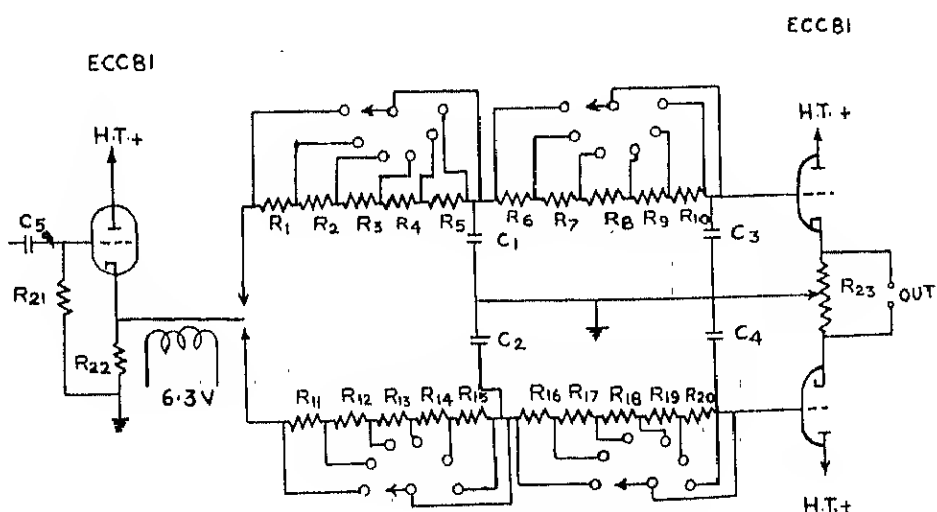 ECC81
ECC81
H.T.+
H.T.+
C5
R1 R2 R3 R4 R5 R6 R7 R8 R9 R10
C1
C3
R21
R22
6.3V
R23
OUT
C2
C4
R11 R12 R13 R14 R15 R16 R17 R18 R19 R20
H.T.+